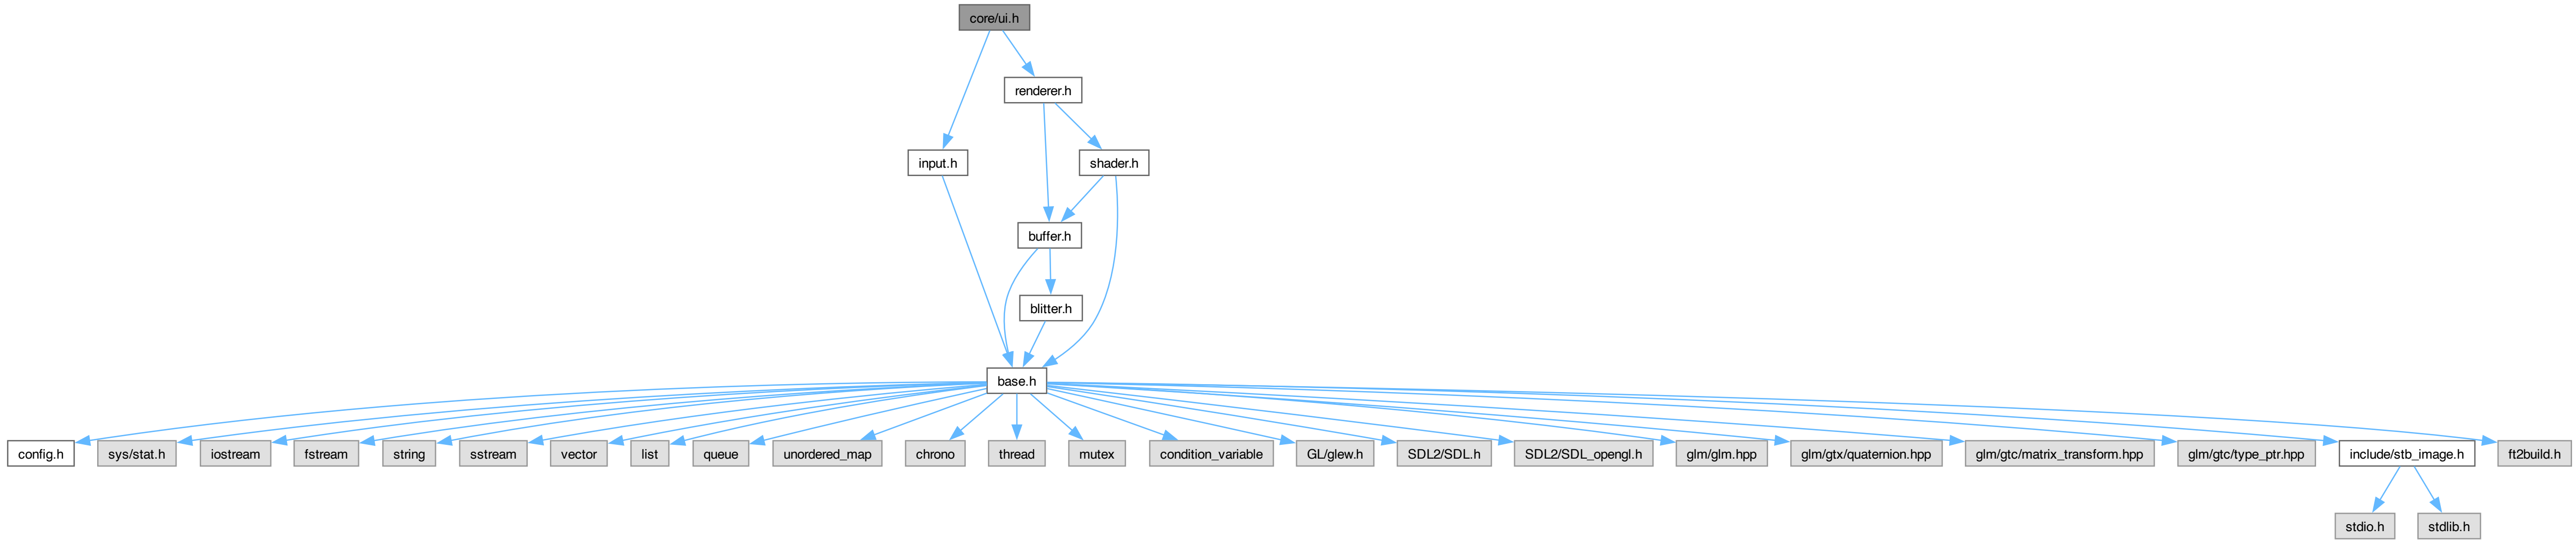 core/ui.h
renderer.h
input.h
shader.h
buffer.h
blitter.h
base.h
config.h
sys/stat.h
iostream
fstream
string
sstream
vector
list
queue
unordered_map
chrono
thread
mutex
condition_variable
GL/glew.h
SDL2/SDL.h
SDL2/SDL_opengl.h
glm/glm.hpp
glm/gtx/quaternion.hpp
glm/gtc/matrix_transform.hpp
glm/gtc/type_ptr.hpp
include/stb_image.h
ft2build.h
stdio.h
stdlib.h